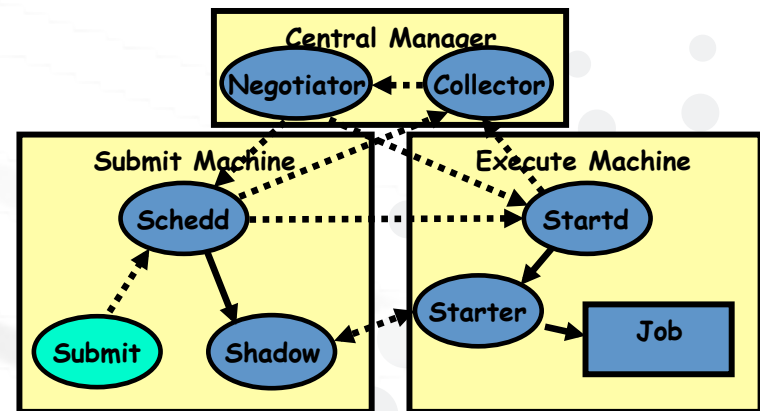 Central Manager
Negotiator
Collector
Submit Machine
Execute Machine
Schedd
Startd
Submit
Shadow
Starter
Job